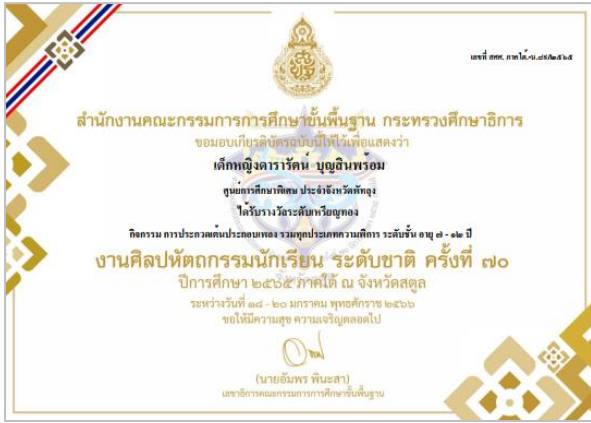 เลขที่ สศศ. ภาคใต้-บ.๘๙/๒๕๖๕
สำนักงานคณะกรรมการการศึกษาขั้นพื้นฐาน กระทรวงศึกษาธิการ
ขอมอบเกียรติบัตรฉบับนี้ให้ไว้เพื่อแสดงว่า
เด็กหญิงดารารัตน์ บุญสินพร้อม
ศูนย์การศึกษาพิเศษ ประจำจังหวัดพัทลุง
ได้รับรางวัลระดับเหรียญทอง
กิจกรรม การประกวดเต้นประกอบเพลง รวมทุกประเภทความพิการ ระดับชั้น อายุ ๗ - ๑๒ ปี
งานศิลปหัตถกรรมนักเรียน ระดับชาติ ครั้งที่ ๗๐
ปีการศึกษา ๒๕๖๕ ภาคใต้ ณ จังหวัดสตูล
ระหว่างวันที่ ๑๘ - ๒๐ มกราคม พุทธศักราช ๒๕๖๖
ขอให้มีความสุข ความเจริญตลอดไป
(นายอัมพร พินะสา)
เลขาธิการคณะกรรมการการศึกษาขั้นพื้นฐาน